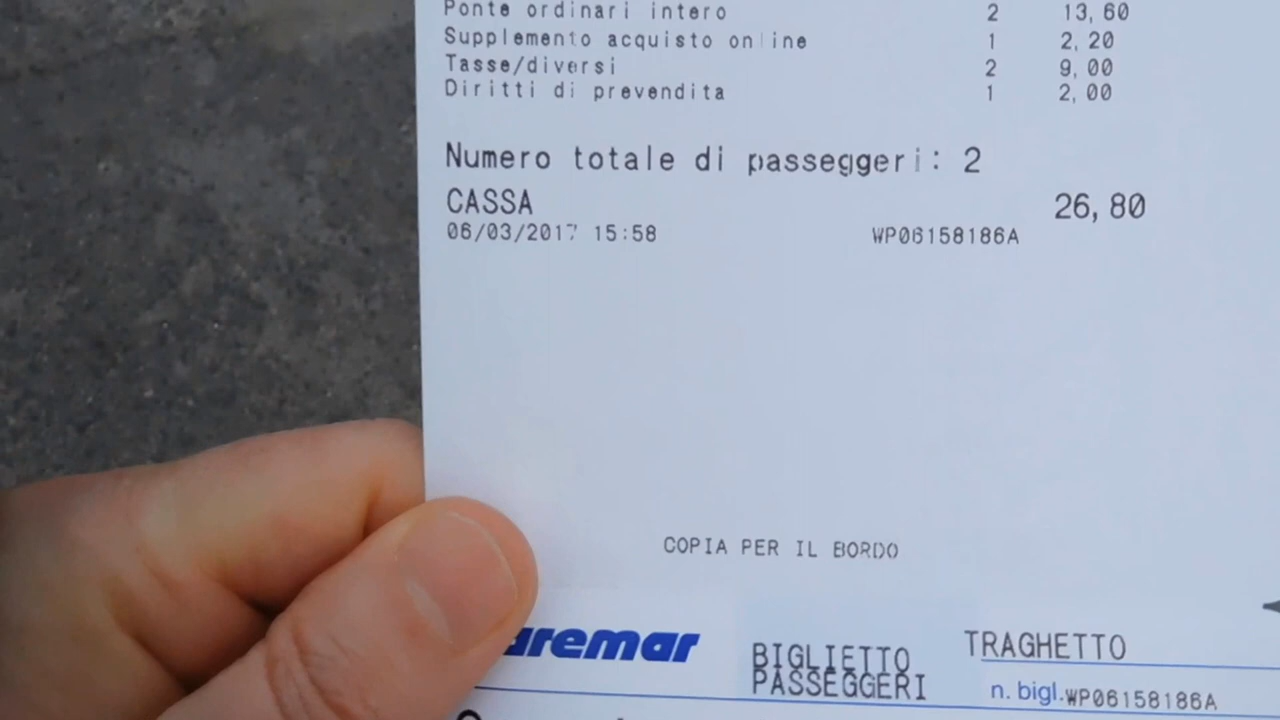 Ponte ordinari intero 2 13,60
Supplemento acquisto online 1 2,20
Tasse/diversi 2 9,00
Diritti di prevendita 1 2,00
Numero totale di passeggeri: 2
CASSA 26,80
06/03/2017 15:58 WP06158186A
COPIA PER IL BORDO
aremar
BIGLIETTO
PASSEGGERI
TRAGHETTO
n. bigl. WP06158186A